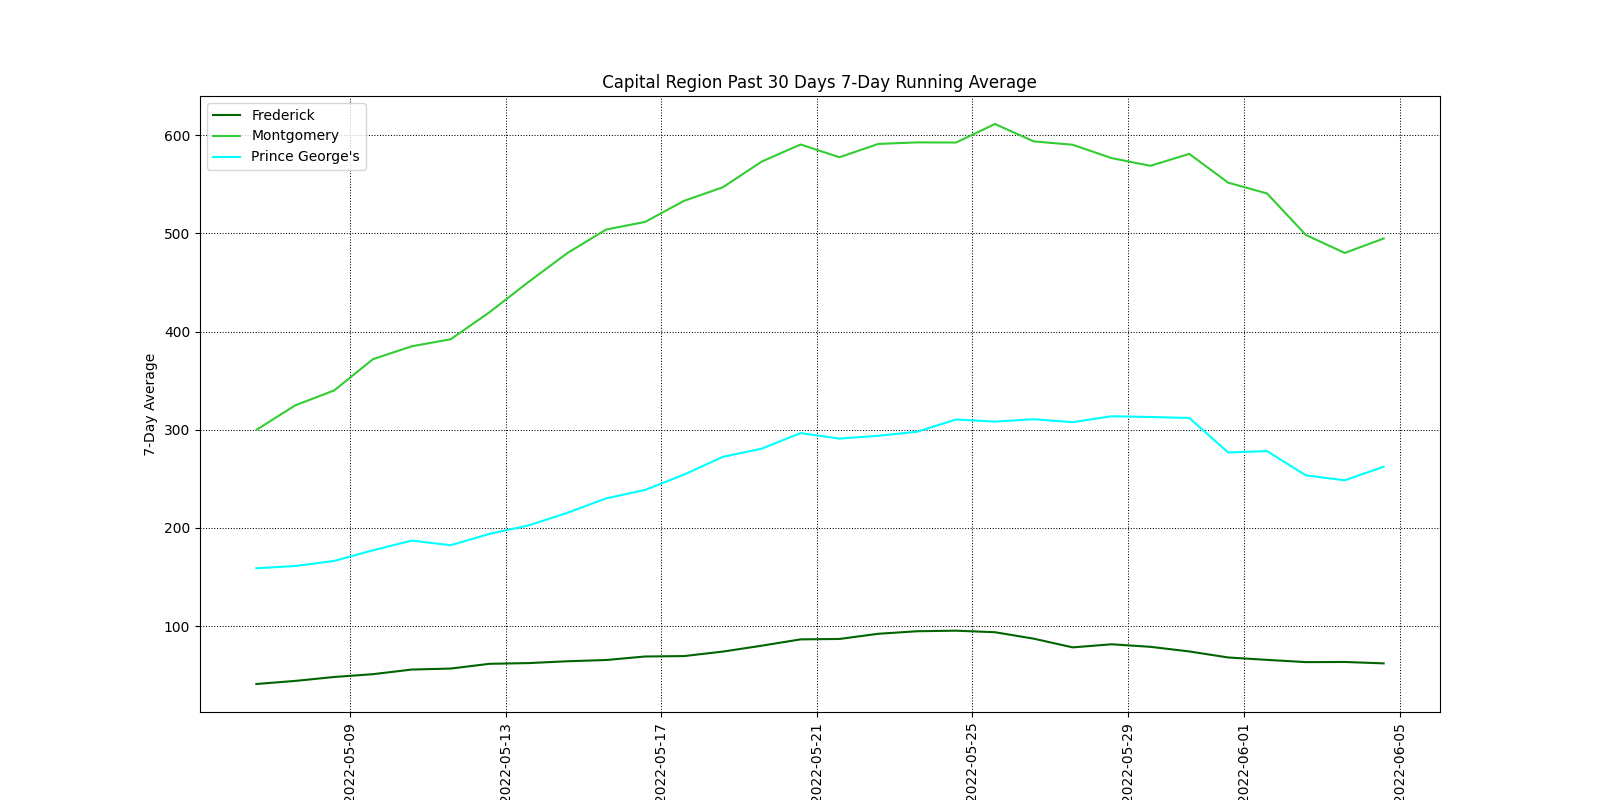 Capital Region Past 30 Days 7-Day Running Average
Frederick
Montgomery
Prince George's
7-Day Average
600
500
400
300
200
100
2022-05-09
2022-05-13
2022-05-17
2022-05-21
2022-05-25
2022-05-29
2022-06-01
2022-06-05